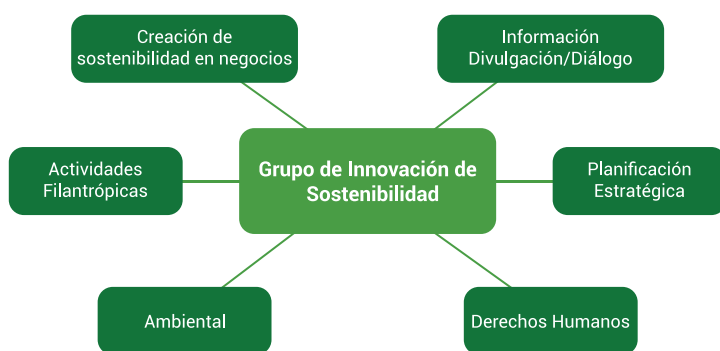 Creación de
sostenibilidad en negocios
Información
Divulgación/Diálogo
Actividades
Filantrópicas
Grupo de Innovación de
Sostenibilidad
Planificación
Estratégica
Ambiental
Derechos Humanos